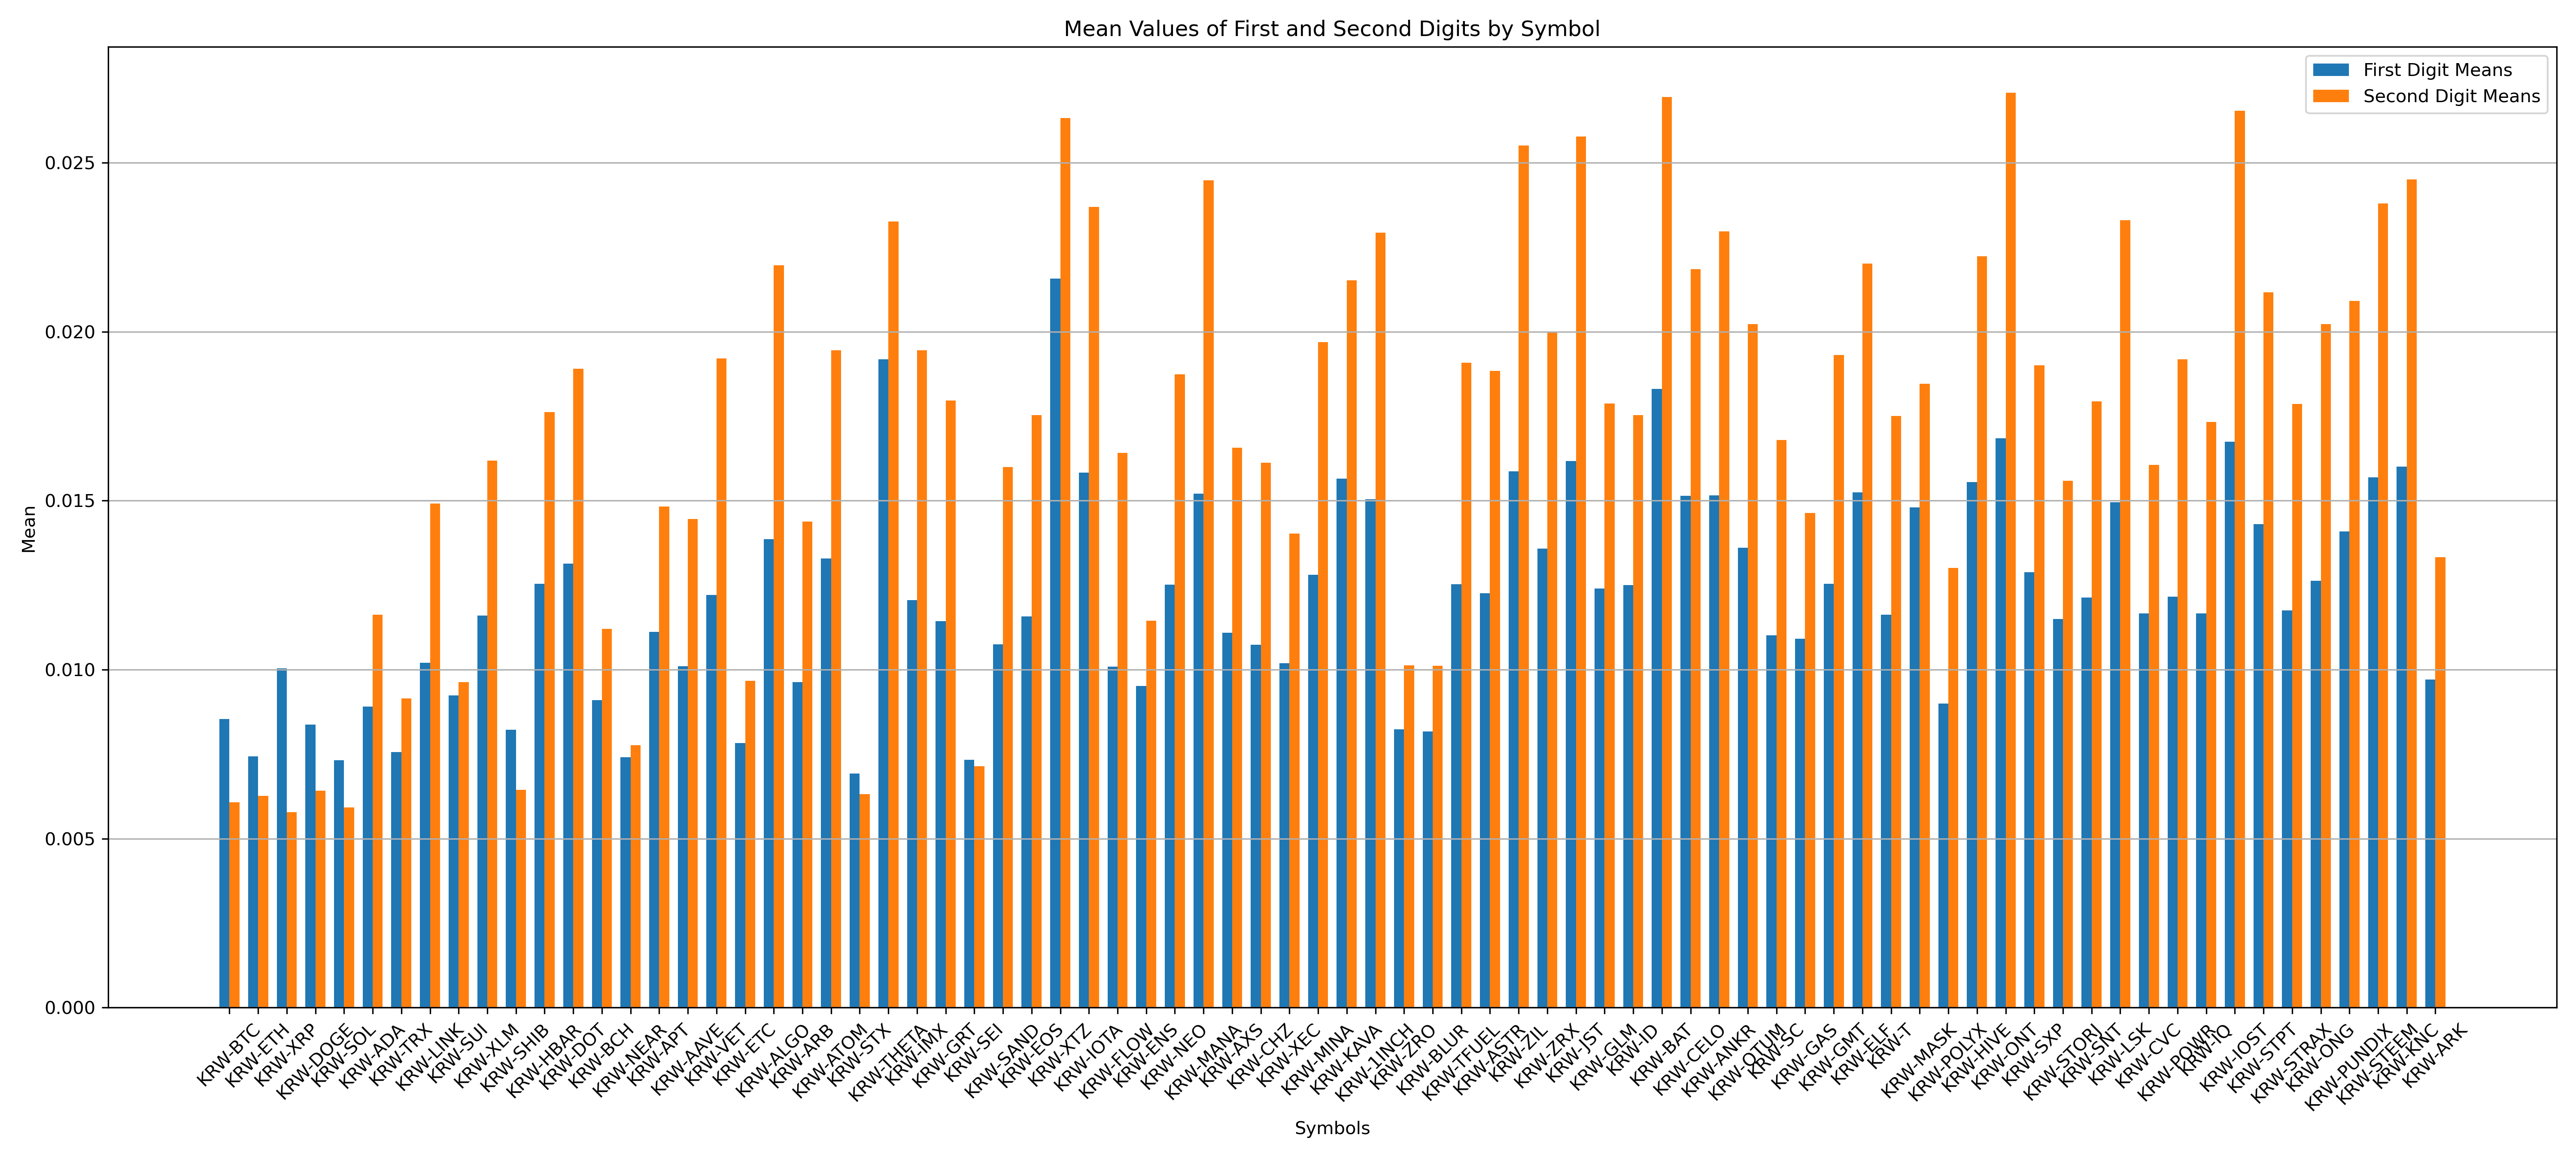 Mean Values of First and Second Digits by Symbol
First Digit Means
Second Digit Means
Mean
0.025
0.020
0.015
0.010
0.005
0.000
KRW-BTC
KRW-ETH
KRW-XRP
KRW-DOGE
KRW-SOL
KRW-ADA
KRW-TRX
KRW-LINK
KRW-SUI
KRW-XLM
KRW-SHIB
KRW-HBAR
KRW-DOT
KRW-BCH
KRW-NEAR
KRW-APT
KRW-AAVE
KRW-VET
KRW-ETC
KRW-ALGO
KRW-ARB
KRW-ATOM
KRW-STX
KRW-THETA
KRW-IMX
KRW-GRT
KRW-SEI
KRW-SAND
KRW-EOS
KRW-XTZ
KRW-IOTA
KRW-FLOW
KRW-ENS
KRW-NEO
KRW-MANA
KRW-AXS
KRW-CHZ
KRW-XEC
KRW-MINA
KRW-KAVA
KRW-1INCH
KRW-ZRO
KRW-BLUR
KRW-TFUEL
KRW-ASTR
KRW-ZIL
KRW-ZRX
KRW-JST
KRW-GLM
KRW-ID
KRW-BAT
KRW-CELO
KRW-ANKR
KRW-QTUM
KRW-SC
KRW-GAS
KRW-GMT
KRW-ELF
KRW-T
KRW-MASK
KRW-POLYX
KRW-HIVE
KRW-ONT
KRW-SXP
KRW-STORJ
KRW-SNT
KRW-LSK
KRW-CVC
KRW-POWR
KRW-IQ
KRW-IOST
KRW-STPT
KRW-STRAX
KRW-ONG
KRW-PUNDIX
KRW-STEEM
KRW-KNC
KRW-ARK
Symbols